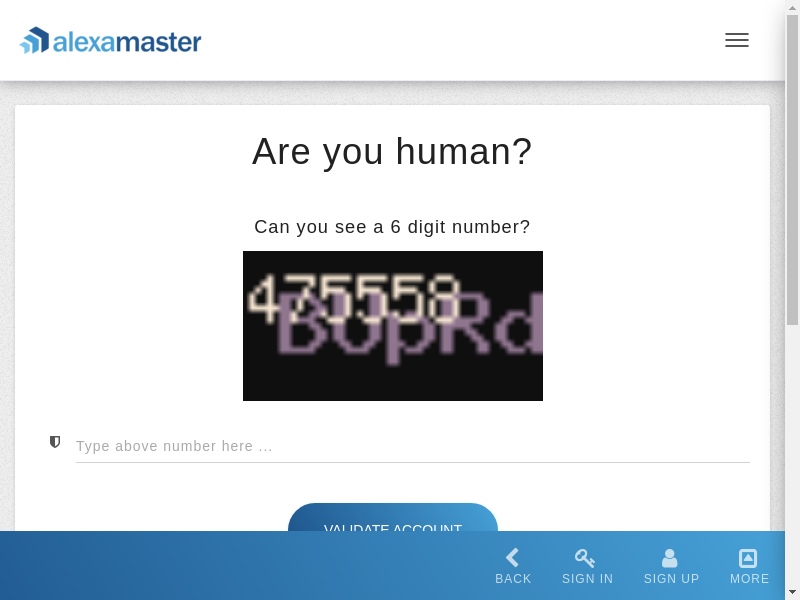 alexamaster
Are you human?
Can you see a 6 digit number?
475558
BUpRd
Type above number here ...
VALIDATE ACCOUNT
BACK SIGN IN SIGN UP MORE